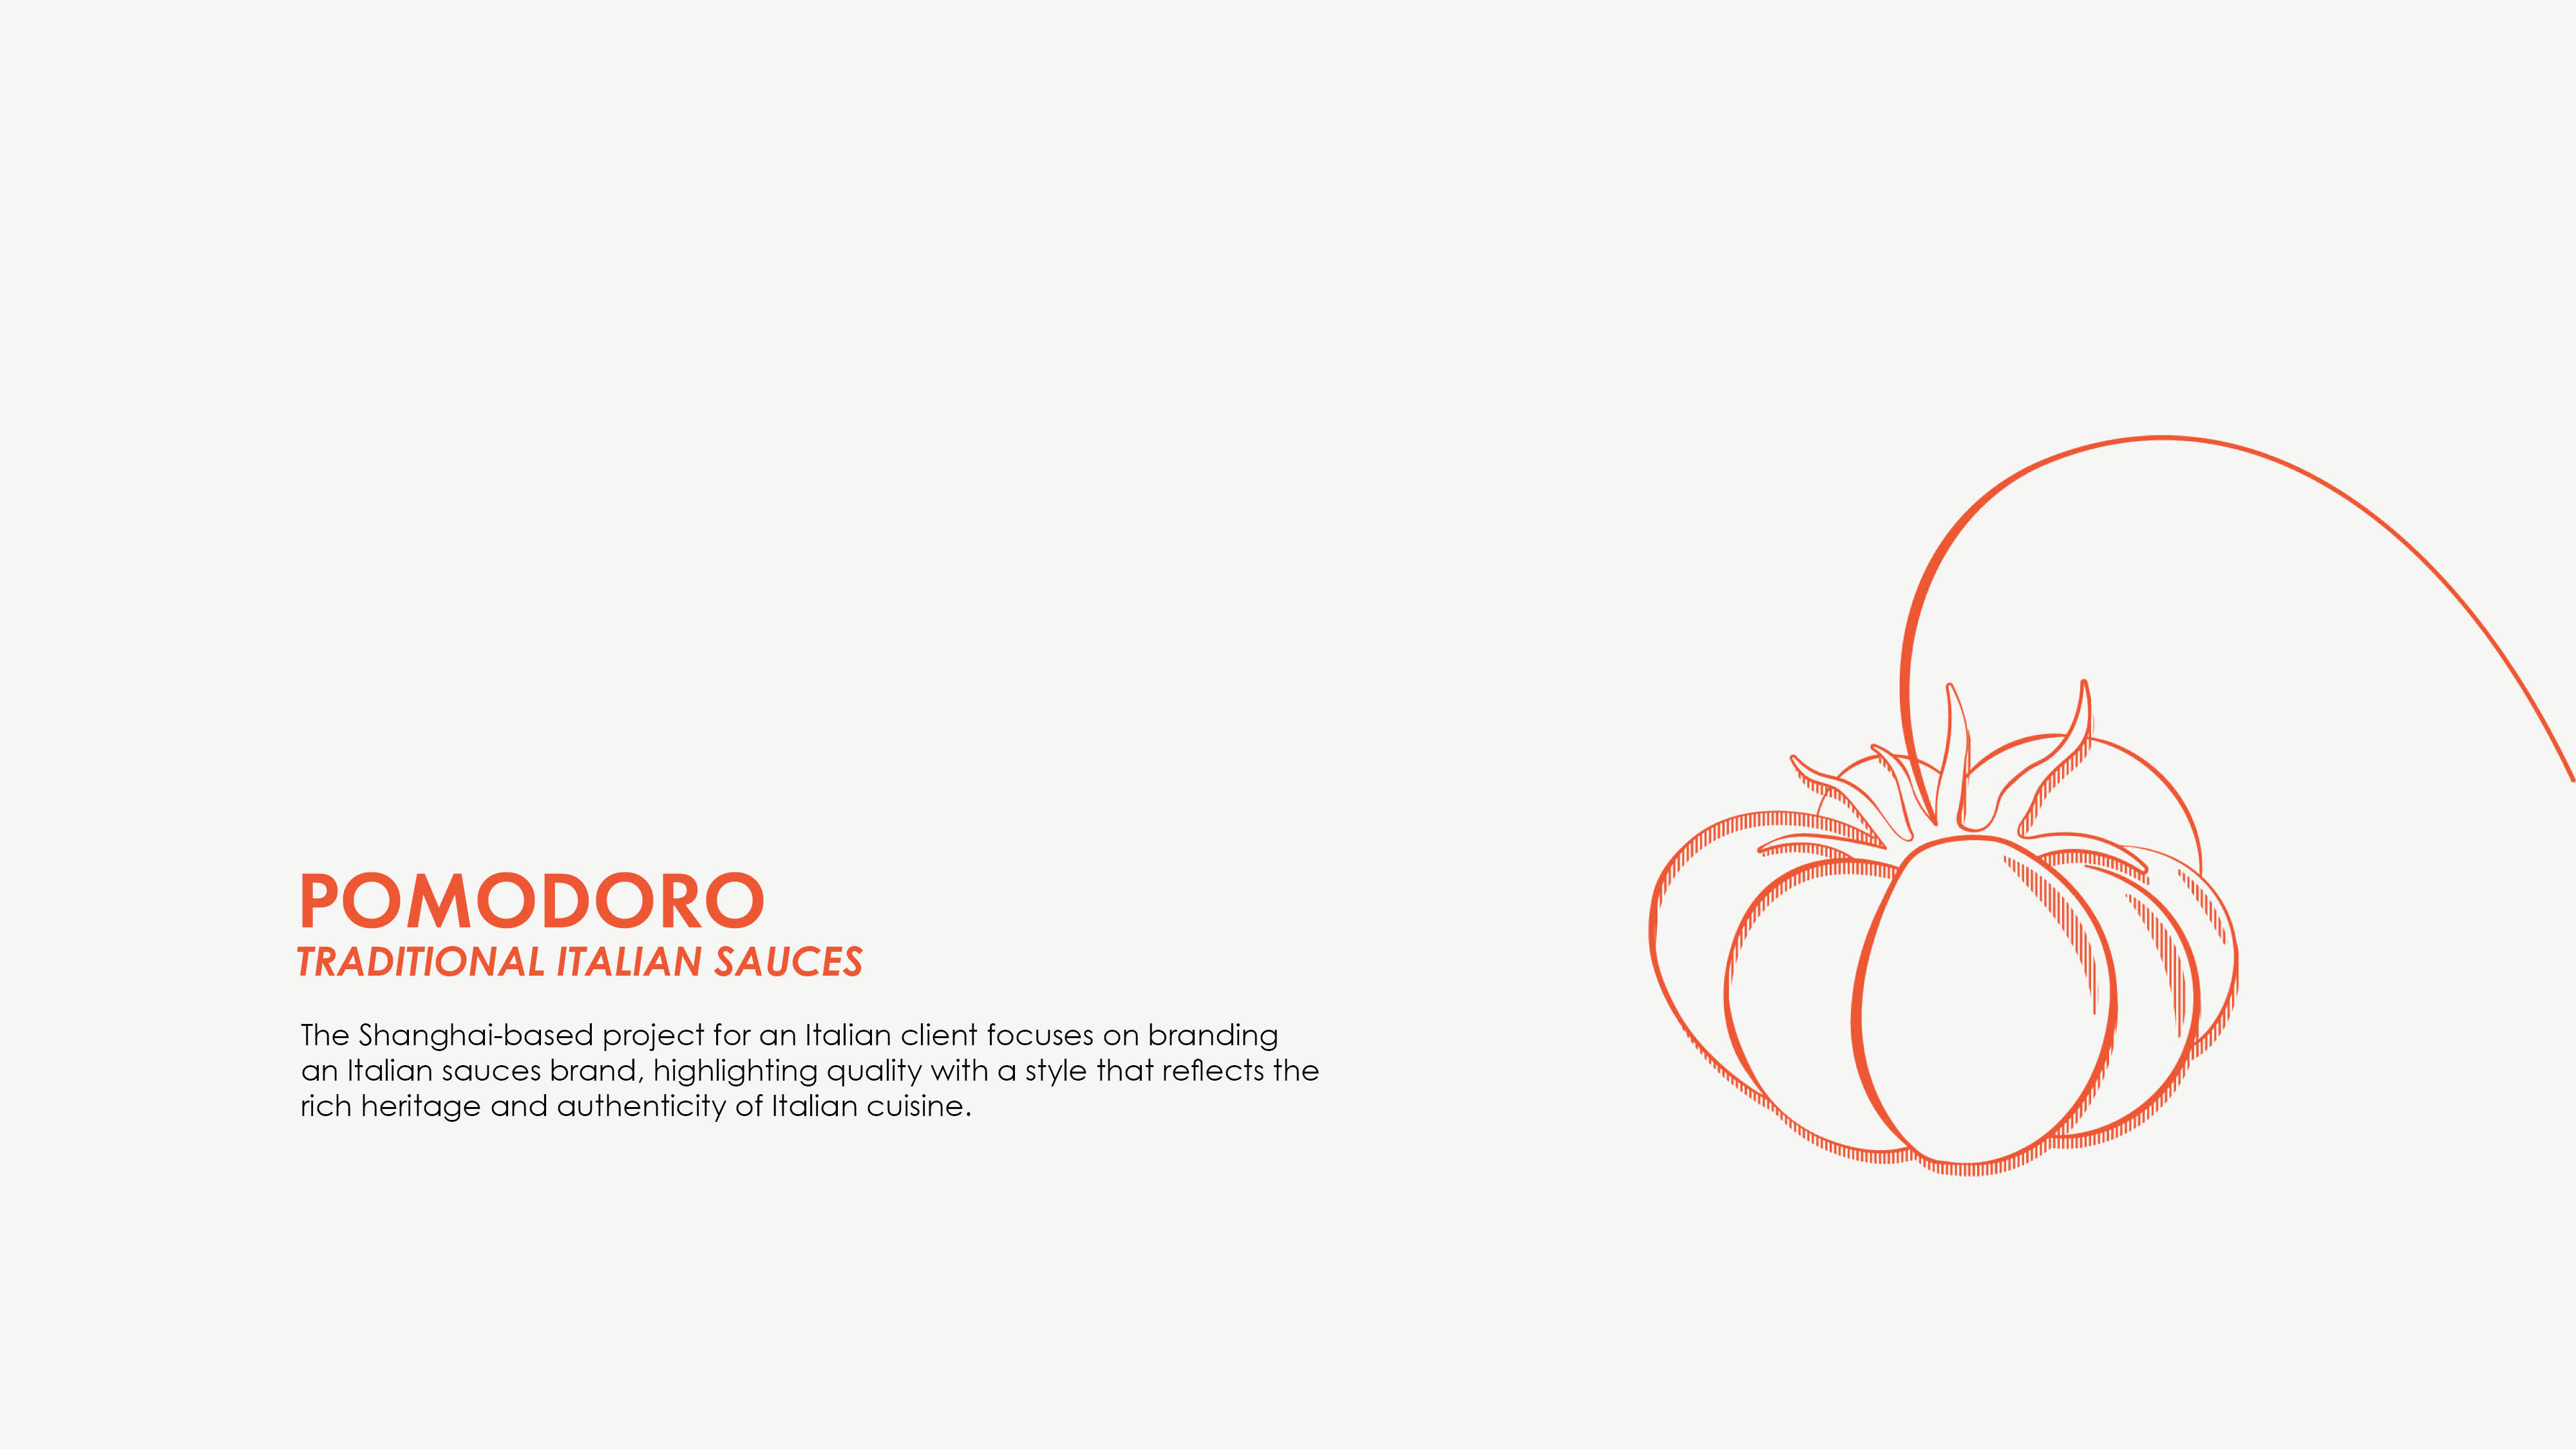 POMODORO
TRADITIONAL ITALIAN SAUCES
The Shanghai-based project for an Italian client focuses on branding
an Italian sauces brand, highlighting quality with a style that reflects the
rich heritage and authenticity of Italian cuisine.